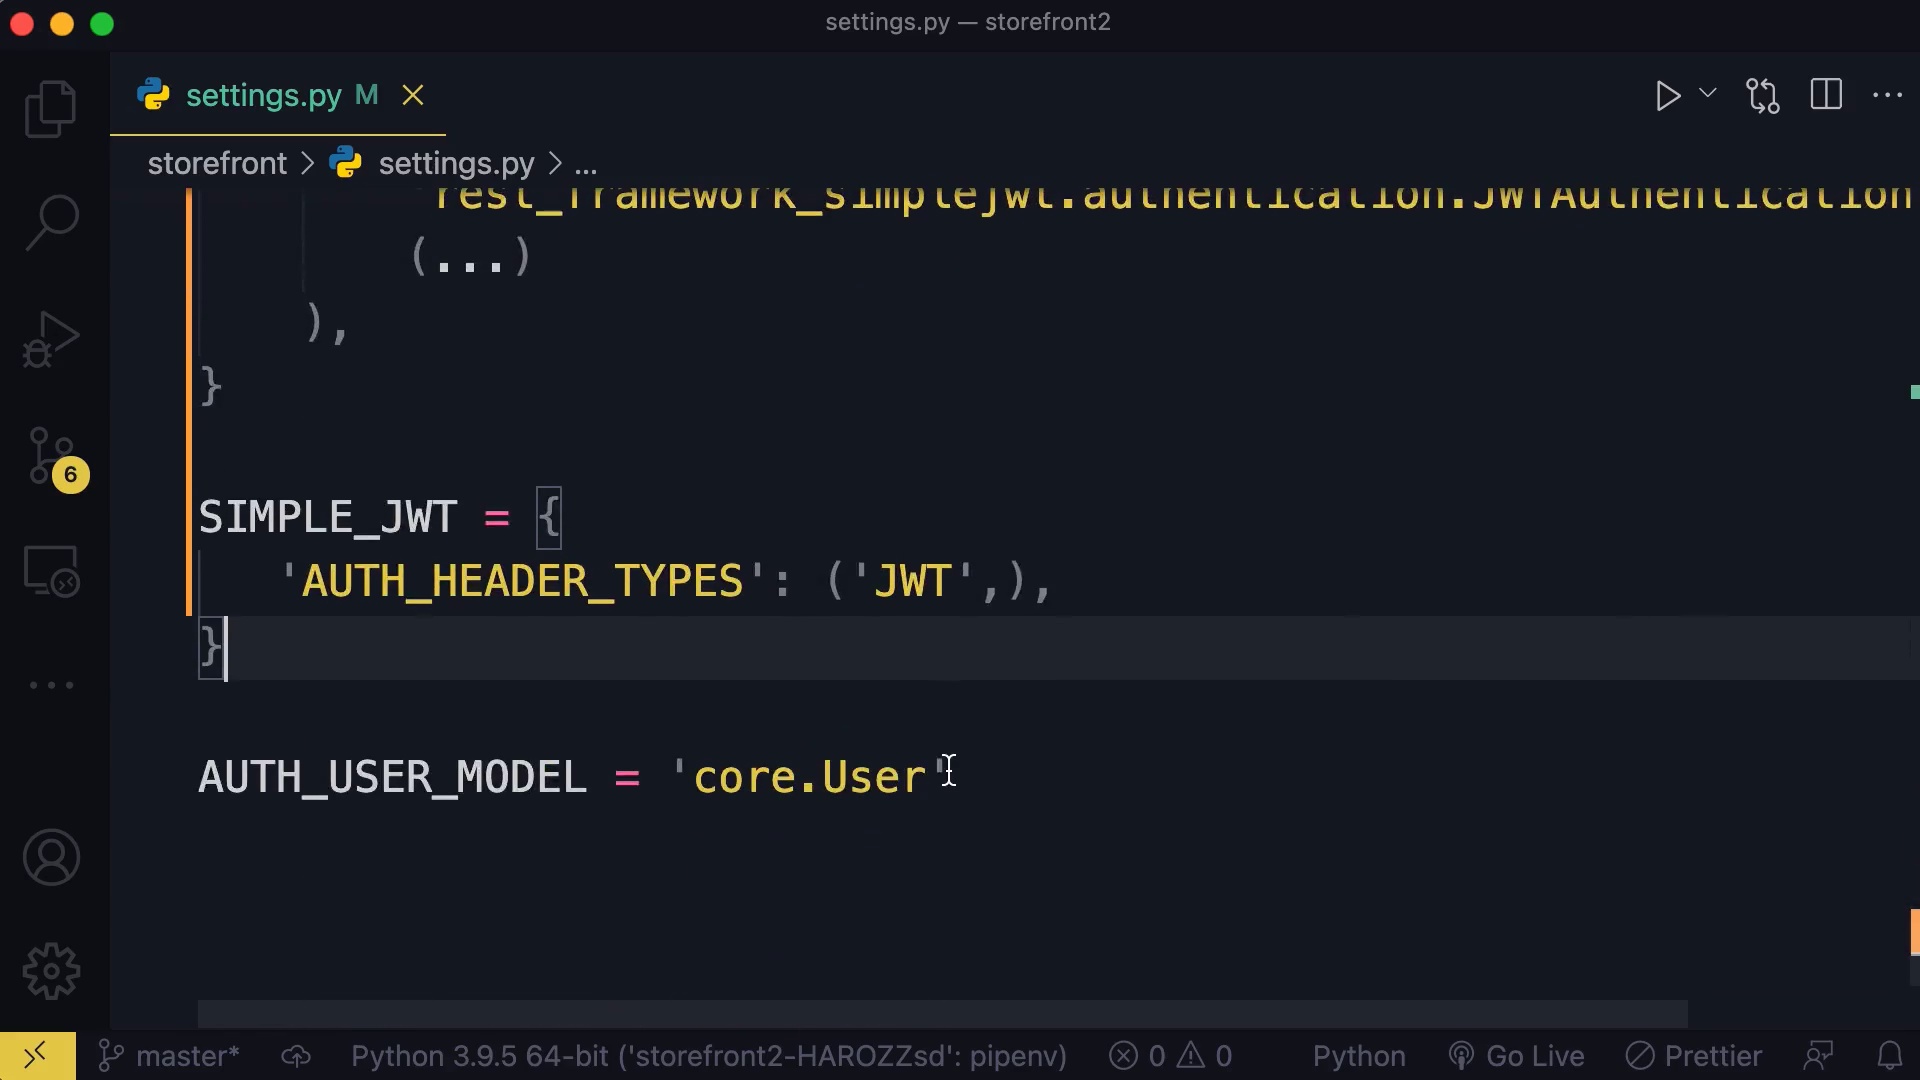 settings.py — storefront2
settings.py M
storefront > settings.py > ...
'rest_framework_simplejwt.authentication.JWTAuthentication
(...)
),
}
SIMPLE_JWT = {
'AUTH_HEADER_TYPES': ('JWT',),
}
AUTH_USER_MODEL = 'core.User'
6
master* Python 3.9.5 64-bit ('storefront2-HAROZZsd': pipenv) 0 0 Python Go Live Prettier